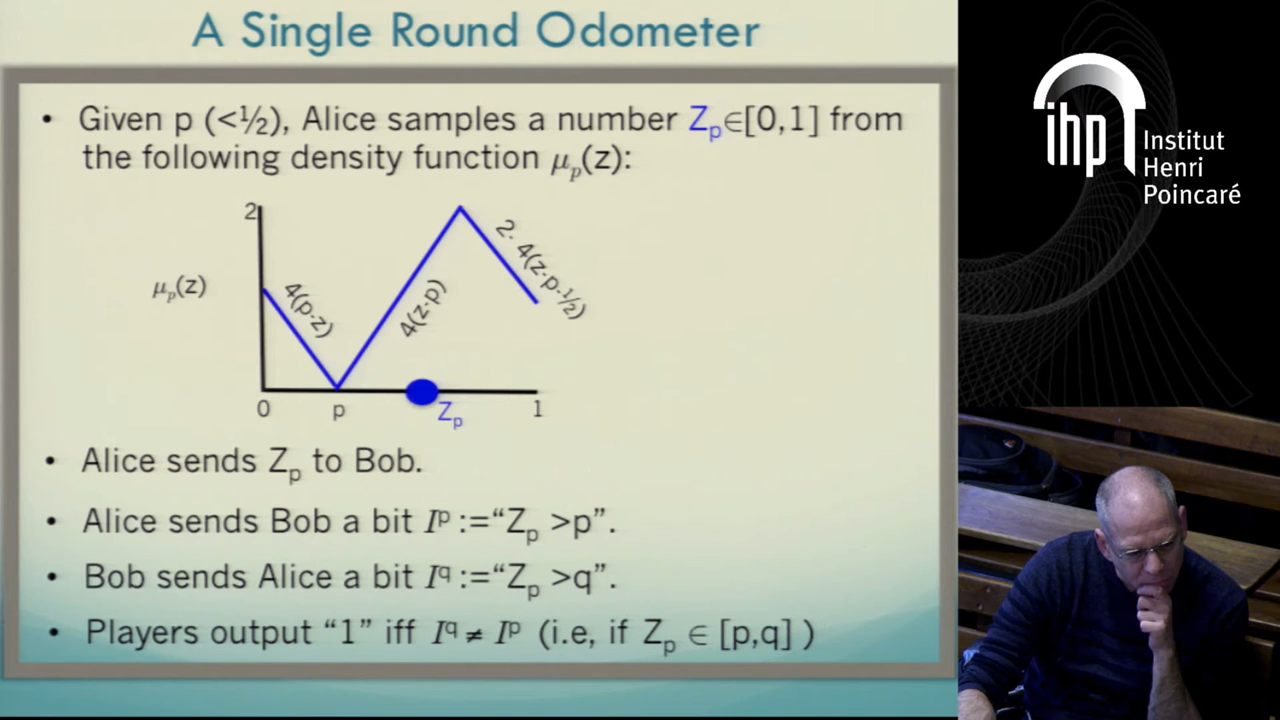 A Single Round Odometer
• Given p (<½), Alice samples a number Zp∈[0,1] from
the following density function μp(z):
2
μp(z)
4(p-z)
4(z-p)
2- 4(z-p-½)
0
p
Zp
1
• Alice sends Zp to Bob.
• Alice sends Bob a bit Iᵖ :=“Zp >p”.
• Bob sends Alice a bit I𐞥 :=“Zp >q”.
• Players output “1” iff I𐞥 ≠ Iᵖ (i.e, if Zp ∈ [p,q] )
ihp
Institut
Henri
Poincaré